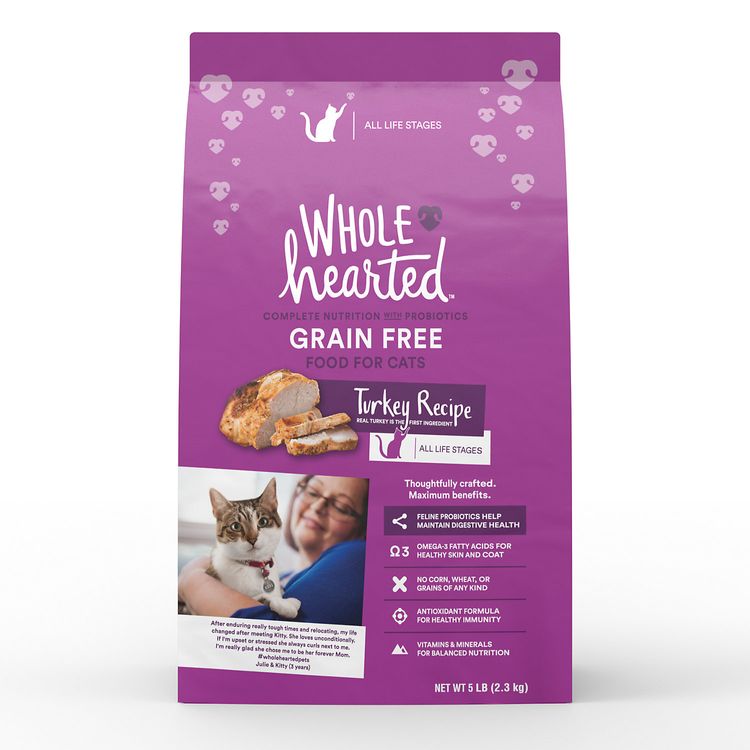 ALL LIFE STAGES
WHOLE
hearted™
COMPLETE NUTRITION WITH PROBIOTICS
GRAIN FREE
FOOD FOR CATS
Turkey Recipe
REAL TURKEY IS THE FIRST INGREDIENT
ALL LIFE STAGES
Thoughtfully crafted.
Maximum benefits.
FELINE PROBIOTICS HELP
MAINTAIN DIGESTIVE HEALTH
Ω3
OMEGA-3 FATTY ACIDS FOR
HEALTHY SKIN AND COAT
NO CORN, WHEAT, OR
GRAINS OF ANY KIND
ANTIOXIDANT FORMULA
FOR HEALTHY IMMUNITY
VITAMINS & MINERALS
FOR BALANCED NUTRITION
After enduring really tough times and relocating, my life
changed after meeting Kitty. She loves unconditionally.
If I'm upset or stressed she always curls next to me.
I'm really glad she chose me to be her forever Mom.
#wholeheartedpets
Julie & Kitty (3 years)
NET WT 5 LB (2.3 kg)